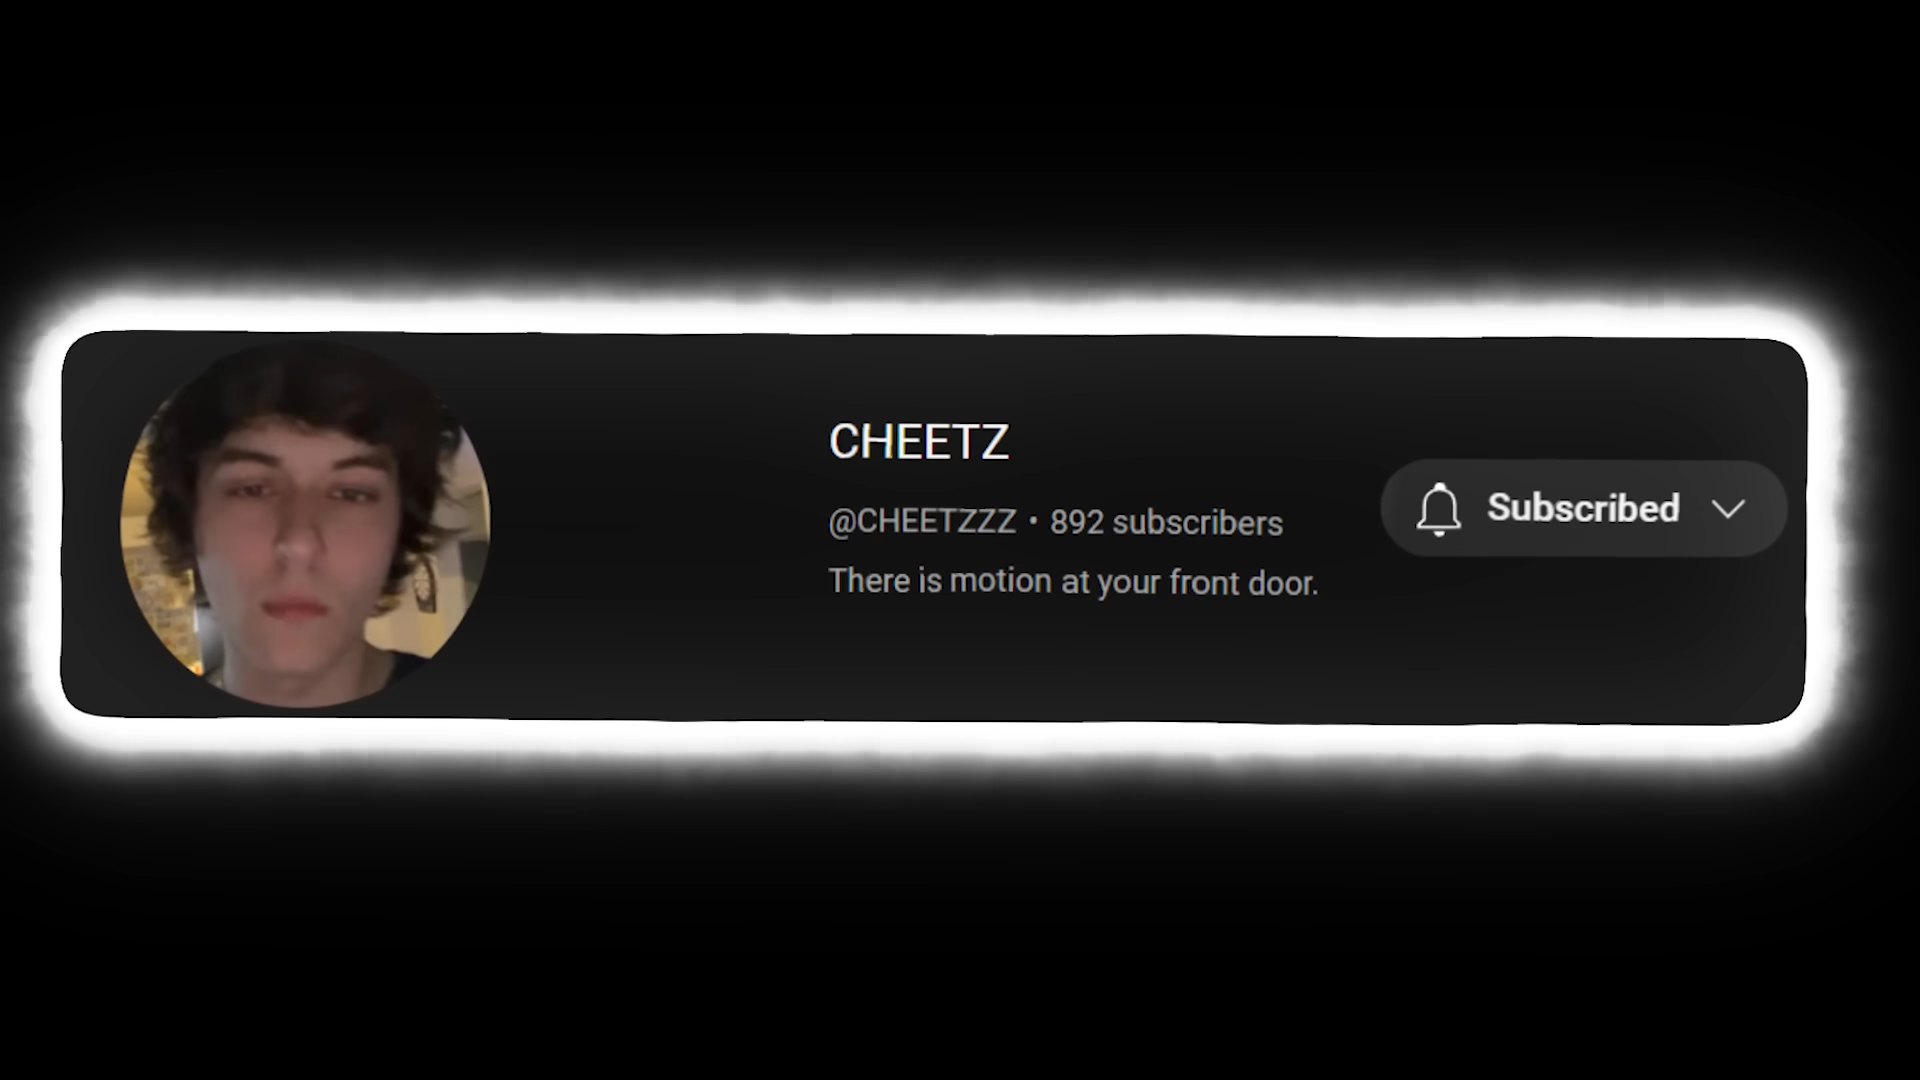 CHEETZ
@CHEETZZZ • 892 subscribers
There is motion at your front door.
Subscribed